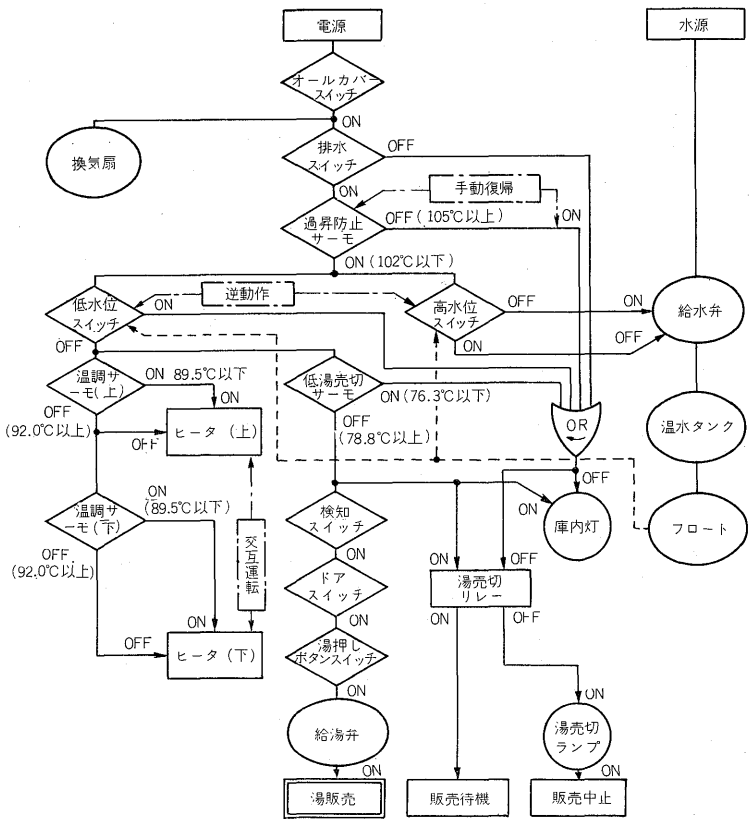 電源
水源
オールカバー
スイッチ
ON
換気扇
排水
スイッチ
OFF
ON
手動復帰
過昇防止
サーモ
OFF(105℃以上)
ON
ON(102℃以下)
逆動作
低水位
スイッチ
ON
OFF
高水位
スイッチ
OFF
ON
ON
OFF
給水弁
温調サ
ーモ(上)
ON 89.5℃以下
ON
OFF
(92.0℃以上)
OFF
ヒータ(上)
低湯売切
サーモ
ON(76.3℃以下)
OFF
(78.8℃以上)
OR
OFF
温水タンク
温調サ
ーモ(下)
ON
(89.5℃以下)
OFF
(92.0℃以上)
交互運転
検知
スイッチ
ON
ON
庫内灯
フロート
ドア
スイッチ
ON
ON
OFF
湯売切
リレー
ON
OFF
ON
OFF
ヒータ(下)
湯押し
ボタンスイッチ
ON
給湯弁
ON
湯販売
ON
湯売切
ランプ
ON
販売待機
販売中止